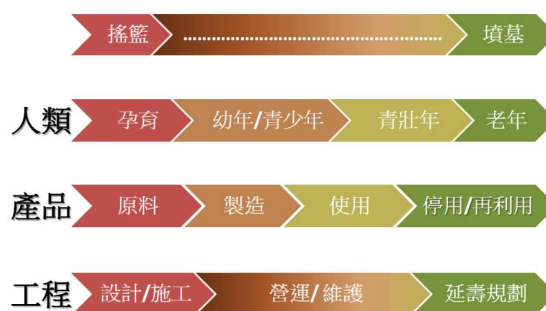 搖籃 ................................................ 墳墓
人類 孕育 幼年/青少年 青壯年 老年
產品 原料 製造 使用 停用/再利用
工程 設計/施工 營運/維護 延壽規劃